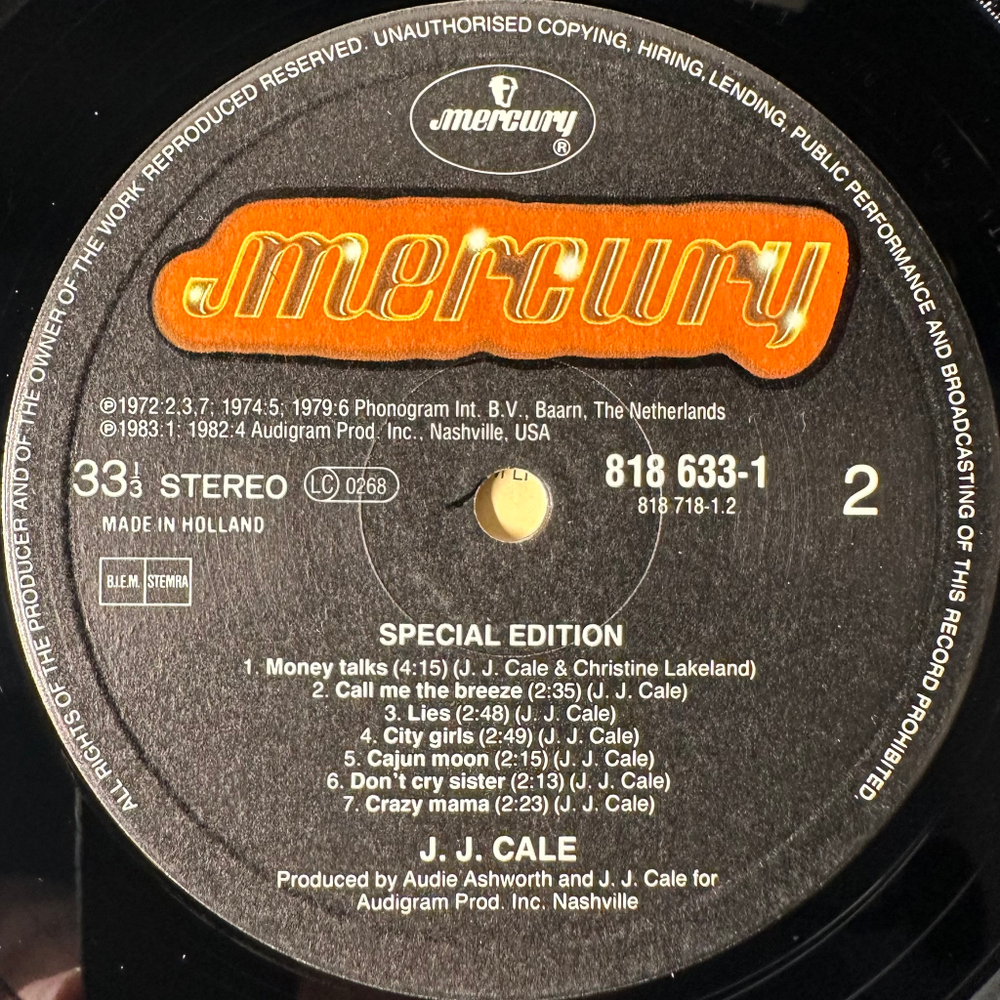 ALL RIGHTS OF THE PRODUCER AND OF THE OWNER OF THE WORK REPRODUCED RESERVED. UNAUTHORISED COPYING, HIRING, LENDING, PUBLIC PERFORMANCE AND BROADCASTING OF THIS RECORD PROHIBITED.
mercury
®
mercury
℗1972:2,3,7; 1974:5; 1979:6 Phonogram Int. B.V., Baarn, The Netherlands
℗1983:1; 1982:4 Audigram Prod. Inc., Nashville, USA
33⅓ STEREO LC 0268 818 633-1 2
818 718-1.2
MADE IN HOLLAND
B.I.E.M. STEMRA
SPECIAL EDITION
1. Money talks (4:15) (J. J. Cale & Christine Lakeland)
2. Call me the breeze (2:35) (J. J. Cale)
3. Lies (2:48) (J. J. Cale)
4. City girls (2:49) (J. J. Cale)
5. Cajun moon (2:15) (J. J. Cale)
6. Don't cry sister (2:13) (J. J. Cale)
7. Crazy mama (2:23) (J. J. Cale)
J. J. CALE
Produced by Audie Ashworth and J. J. Cale for
Audigram Prod. Inc. Nashville